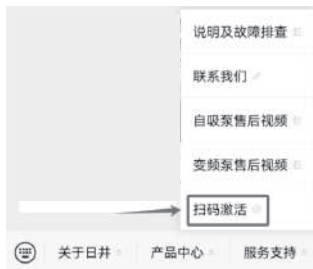 说明及故障排查
联系我们
自吸泵售后视频
变频泵售后视频
扫码激活
关于日井
产品中心
服务支持